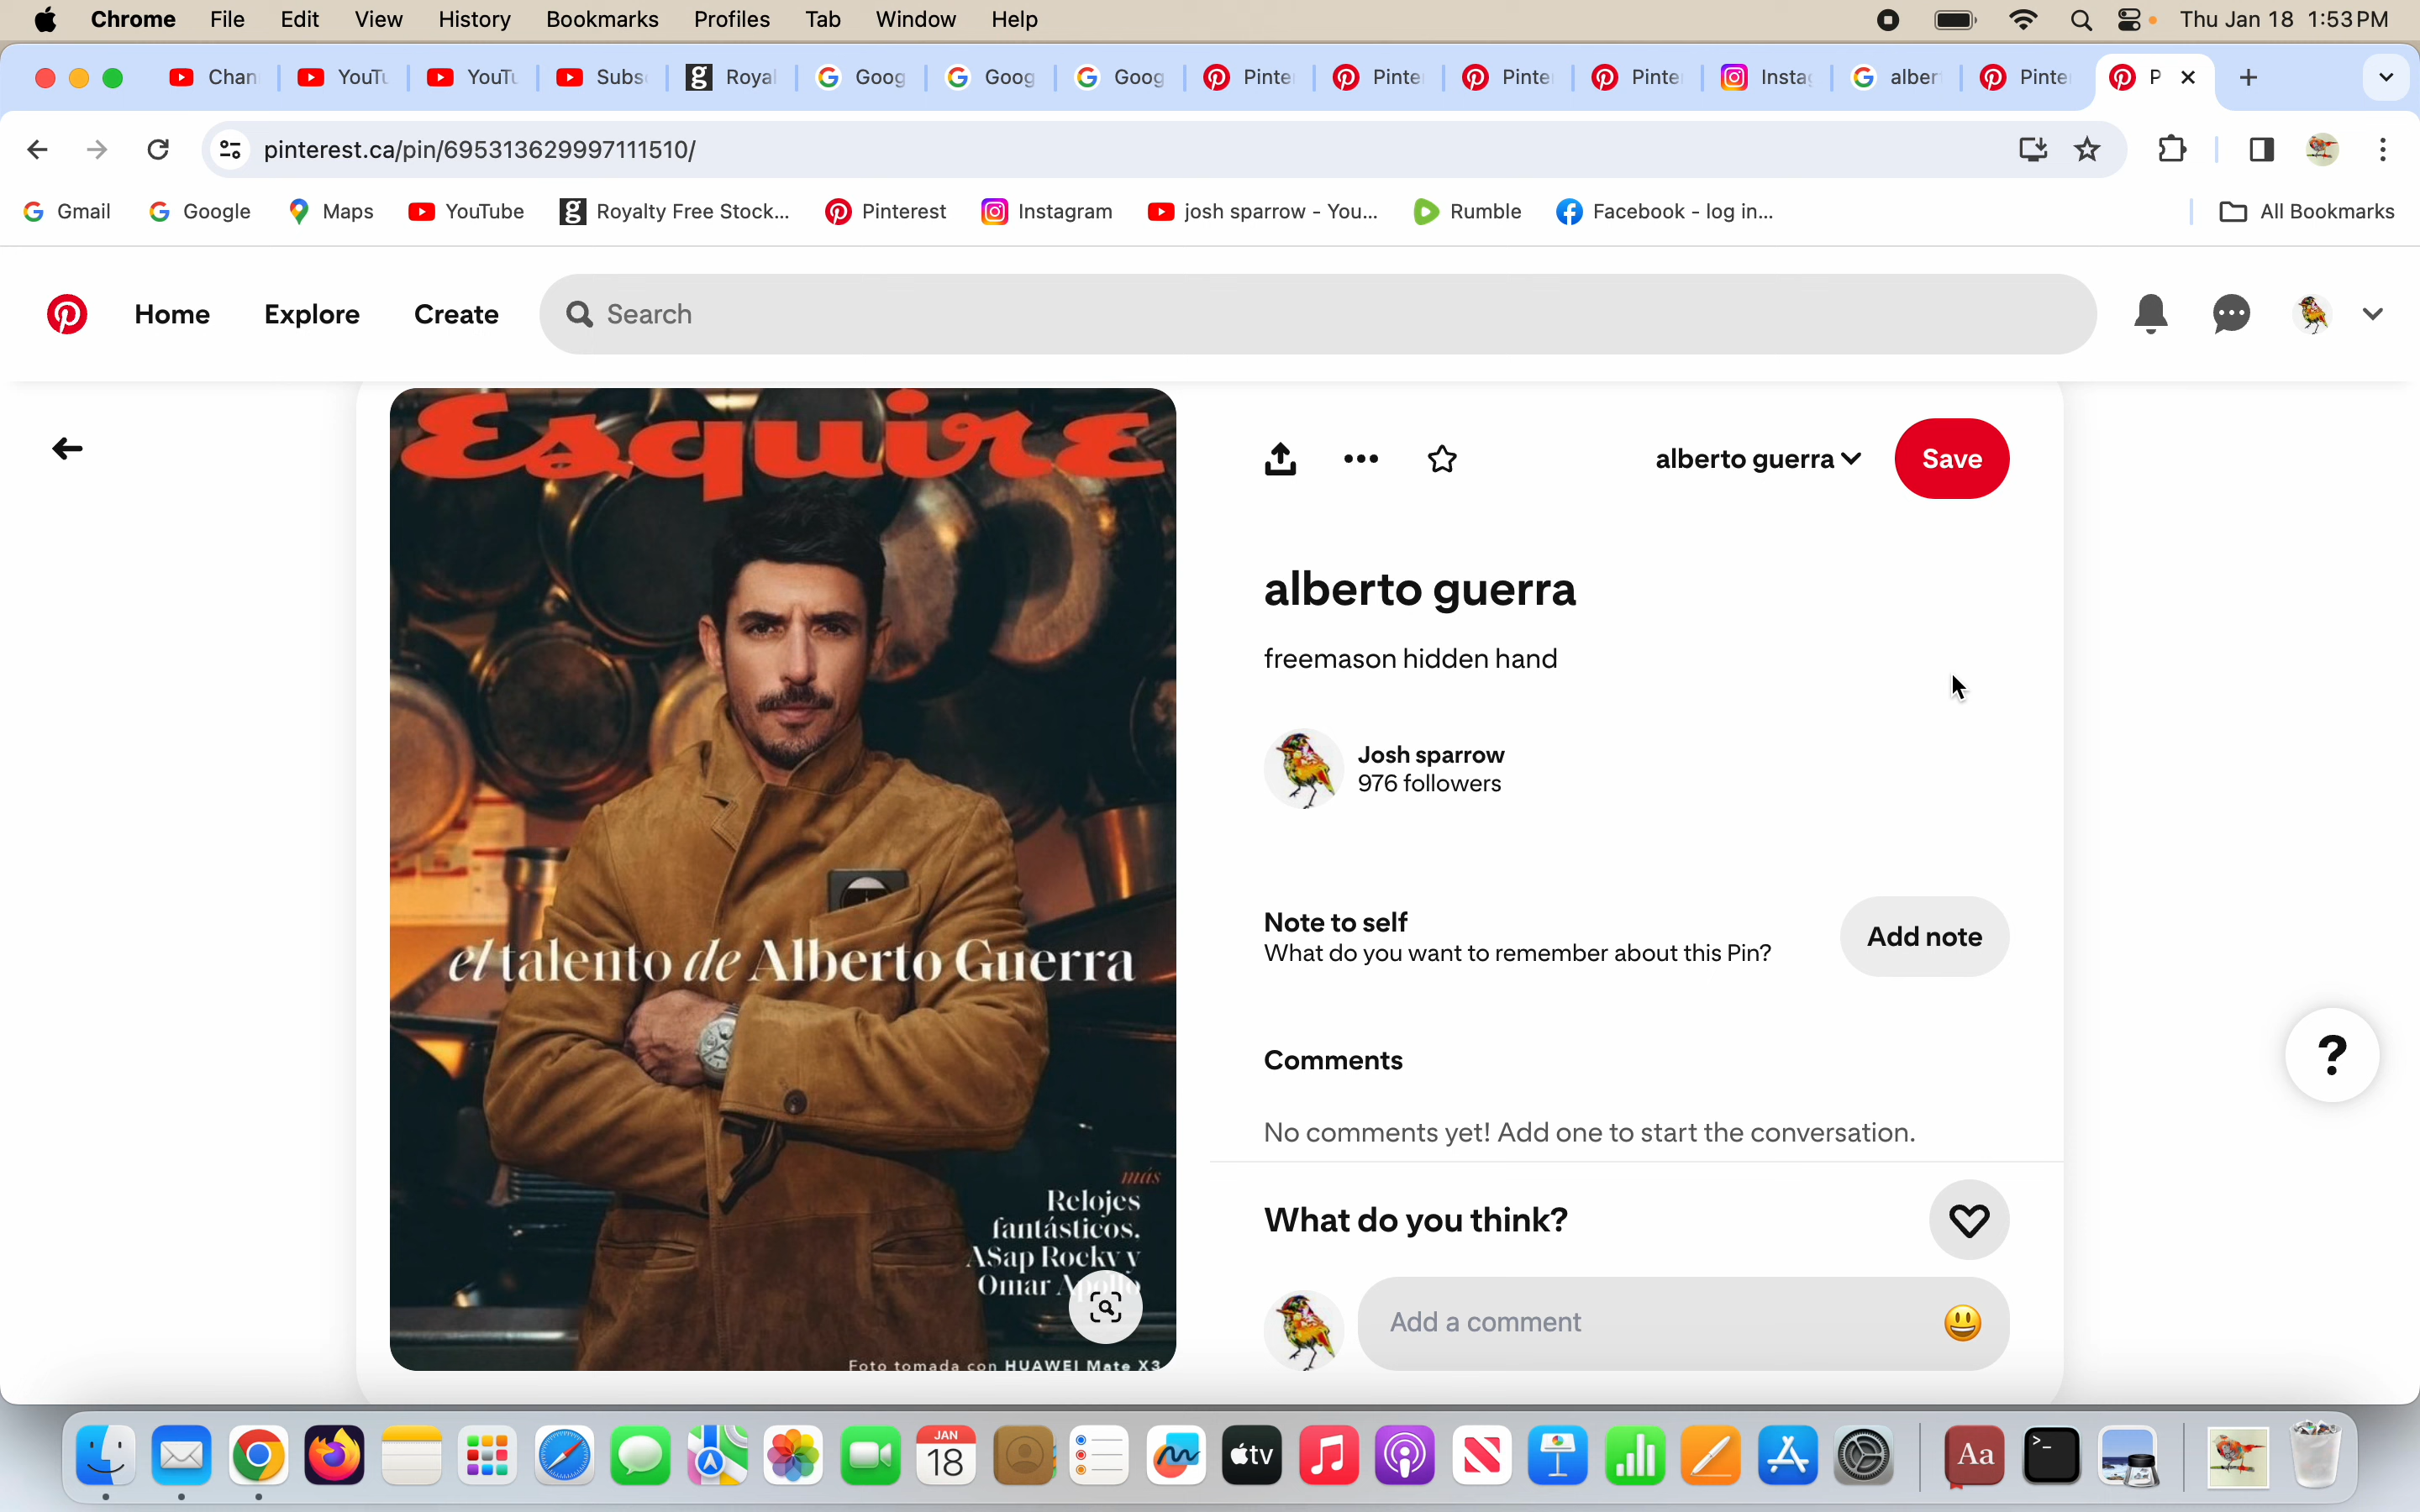 Chrome File Edit View History Bookmarks Profiles Tab Window Help Thu Jan 18 1:53 PM
Chan YouTu YouTu Subs g Royal Goog Goog Goog Pinte Pinte Pinte Pinte Insta alber Pinte P
pinterest.ca/pin/695313629997111510/
Gmail Google Maps YouTube g Royalty Free Stock... Pinterest Instagram josh sparrow - You... Rumble Facebook - log in... All Bookmarks
Home Explore Create Search
Esquire
el talento de Alberto Guerra
más
Relojes
fantásticos.
A$ap Rocky y
Omar Apollo
Foto tomada con HUAWEI Mate X3
alberto guerra Save
alberto guerra
freemason hidden hand
Josh sparrow
976 followers
Note to self
What do you want to remember about this Pin?
Add note
Comments
No comments yet! Add one to start the conversation.
What do you think?
Add a comment
?
JAN
18
tv
Aa